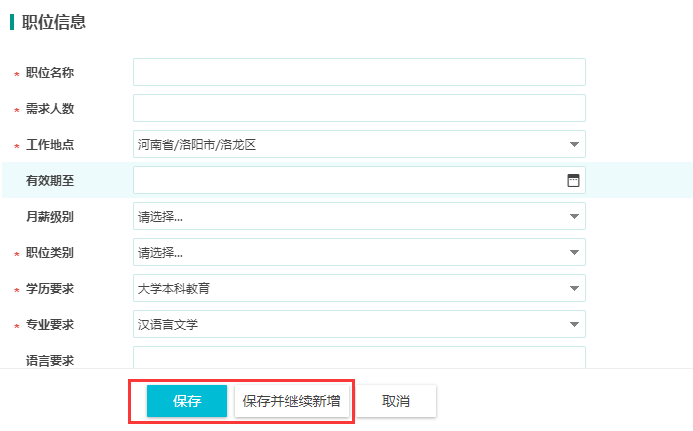 职位信息
* 职位名称
* 需求人数
* 工作地点 河南省/洛阳市/洛龙区
有效期至
月薪级别 请选择...
* 职位类别 请选择...
* 学历要求 大学本科教育
* 专业要求 汉语言文学
语言要求
保存 保存并继续新增 取消